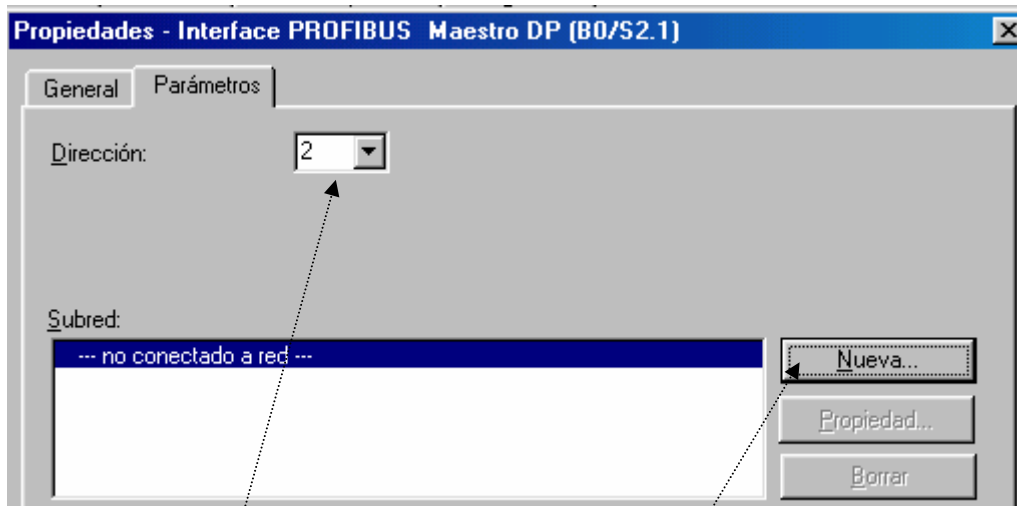 Propiedades - Interface PROFIBUS Maestro DP (B0/S2.1)
General Parámetros
Dirección: 2
Subred:
--- no conectado a red ---
Nueva...
Propiedad...
Borrar